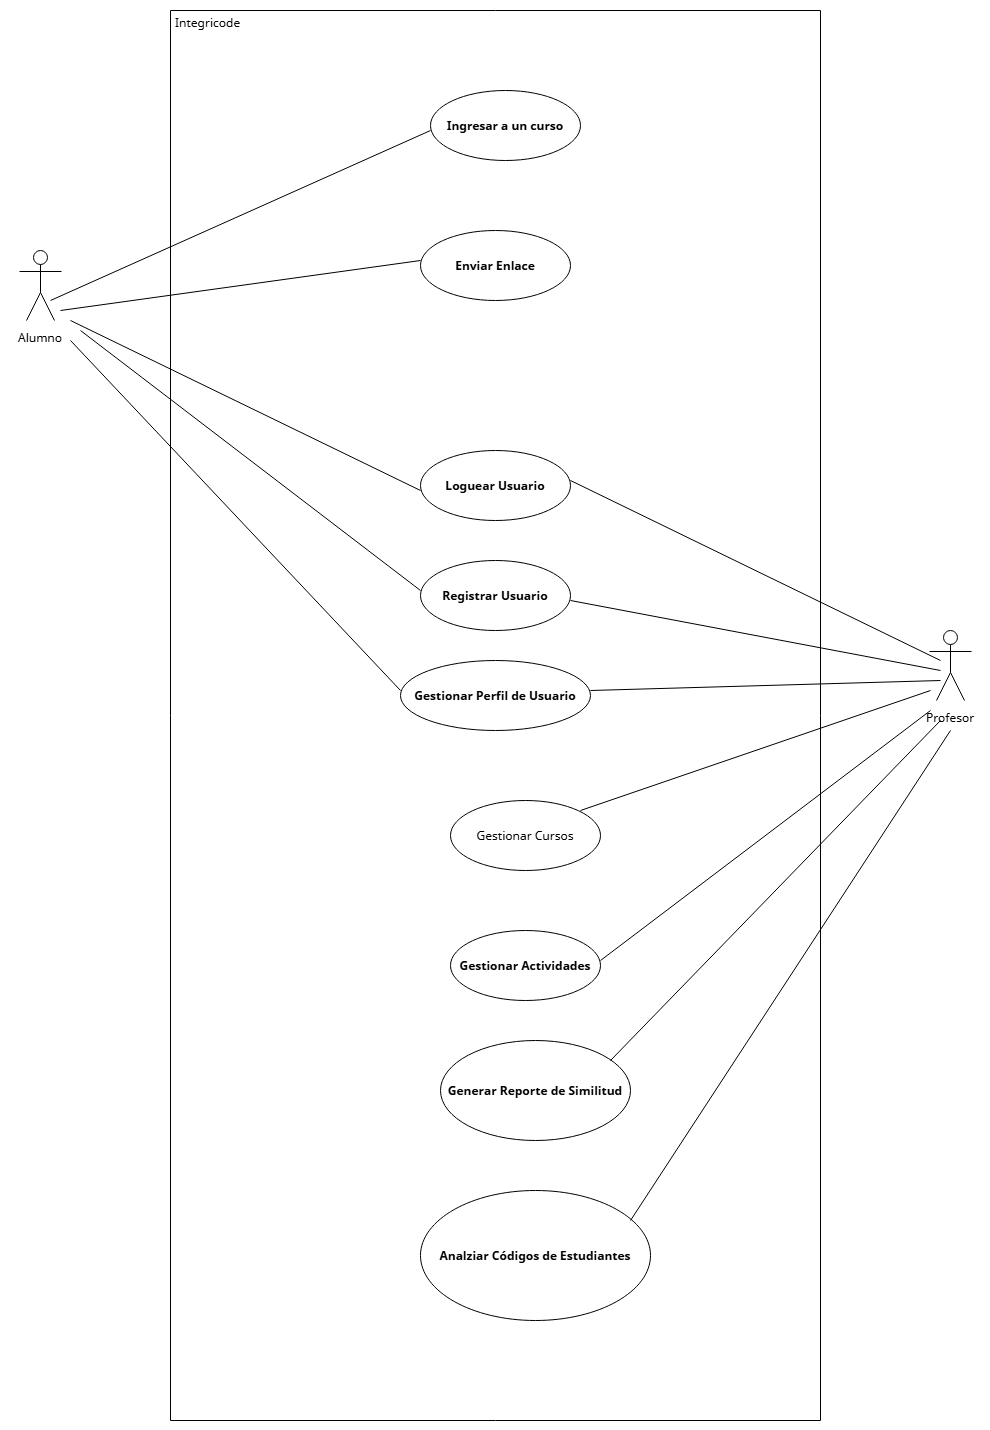 Integricode
Ingresar a un curso
Enviar Enlace
Alumno
Loguear Usuario
Registrar Usuario
Gestionar Perfil de Usuario
Profesor
Gestionar Cursos
Gestionar Actividades
Generar Reporte de Similitud
Analziar Códigos de Estudiantes